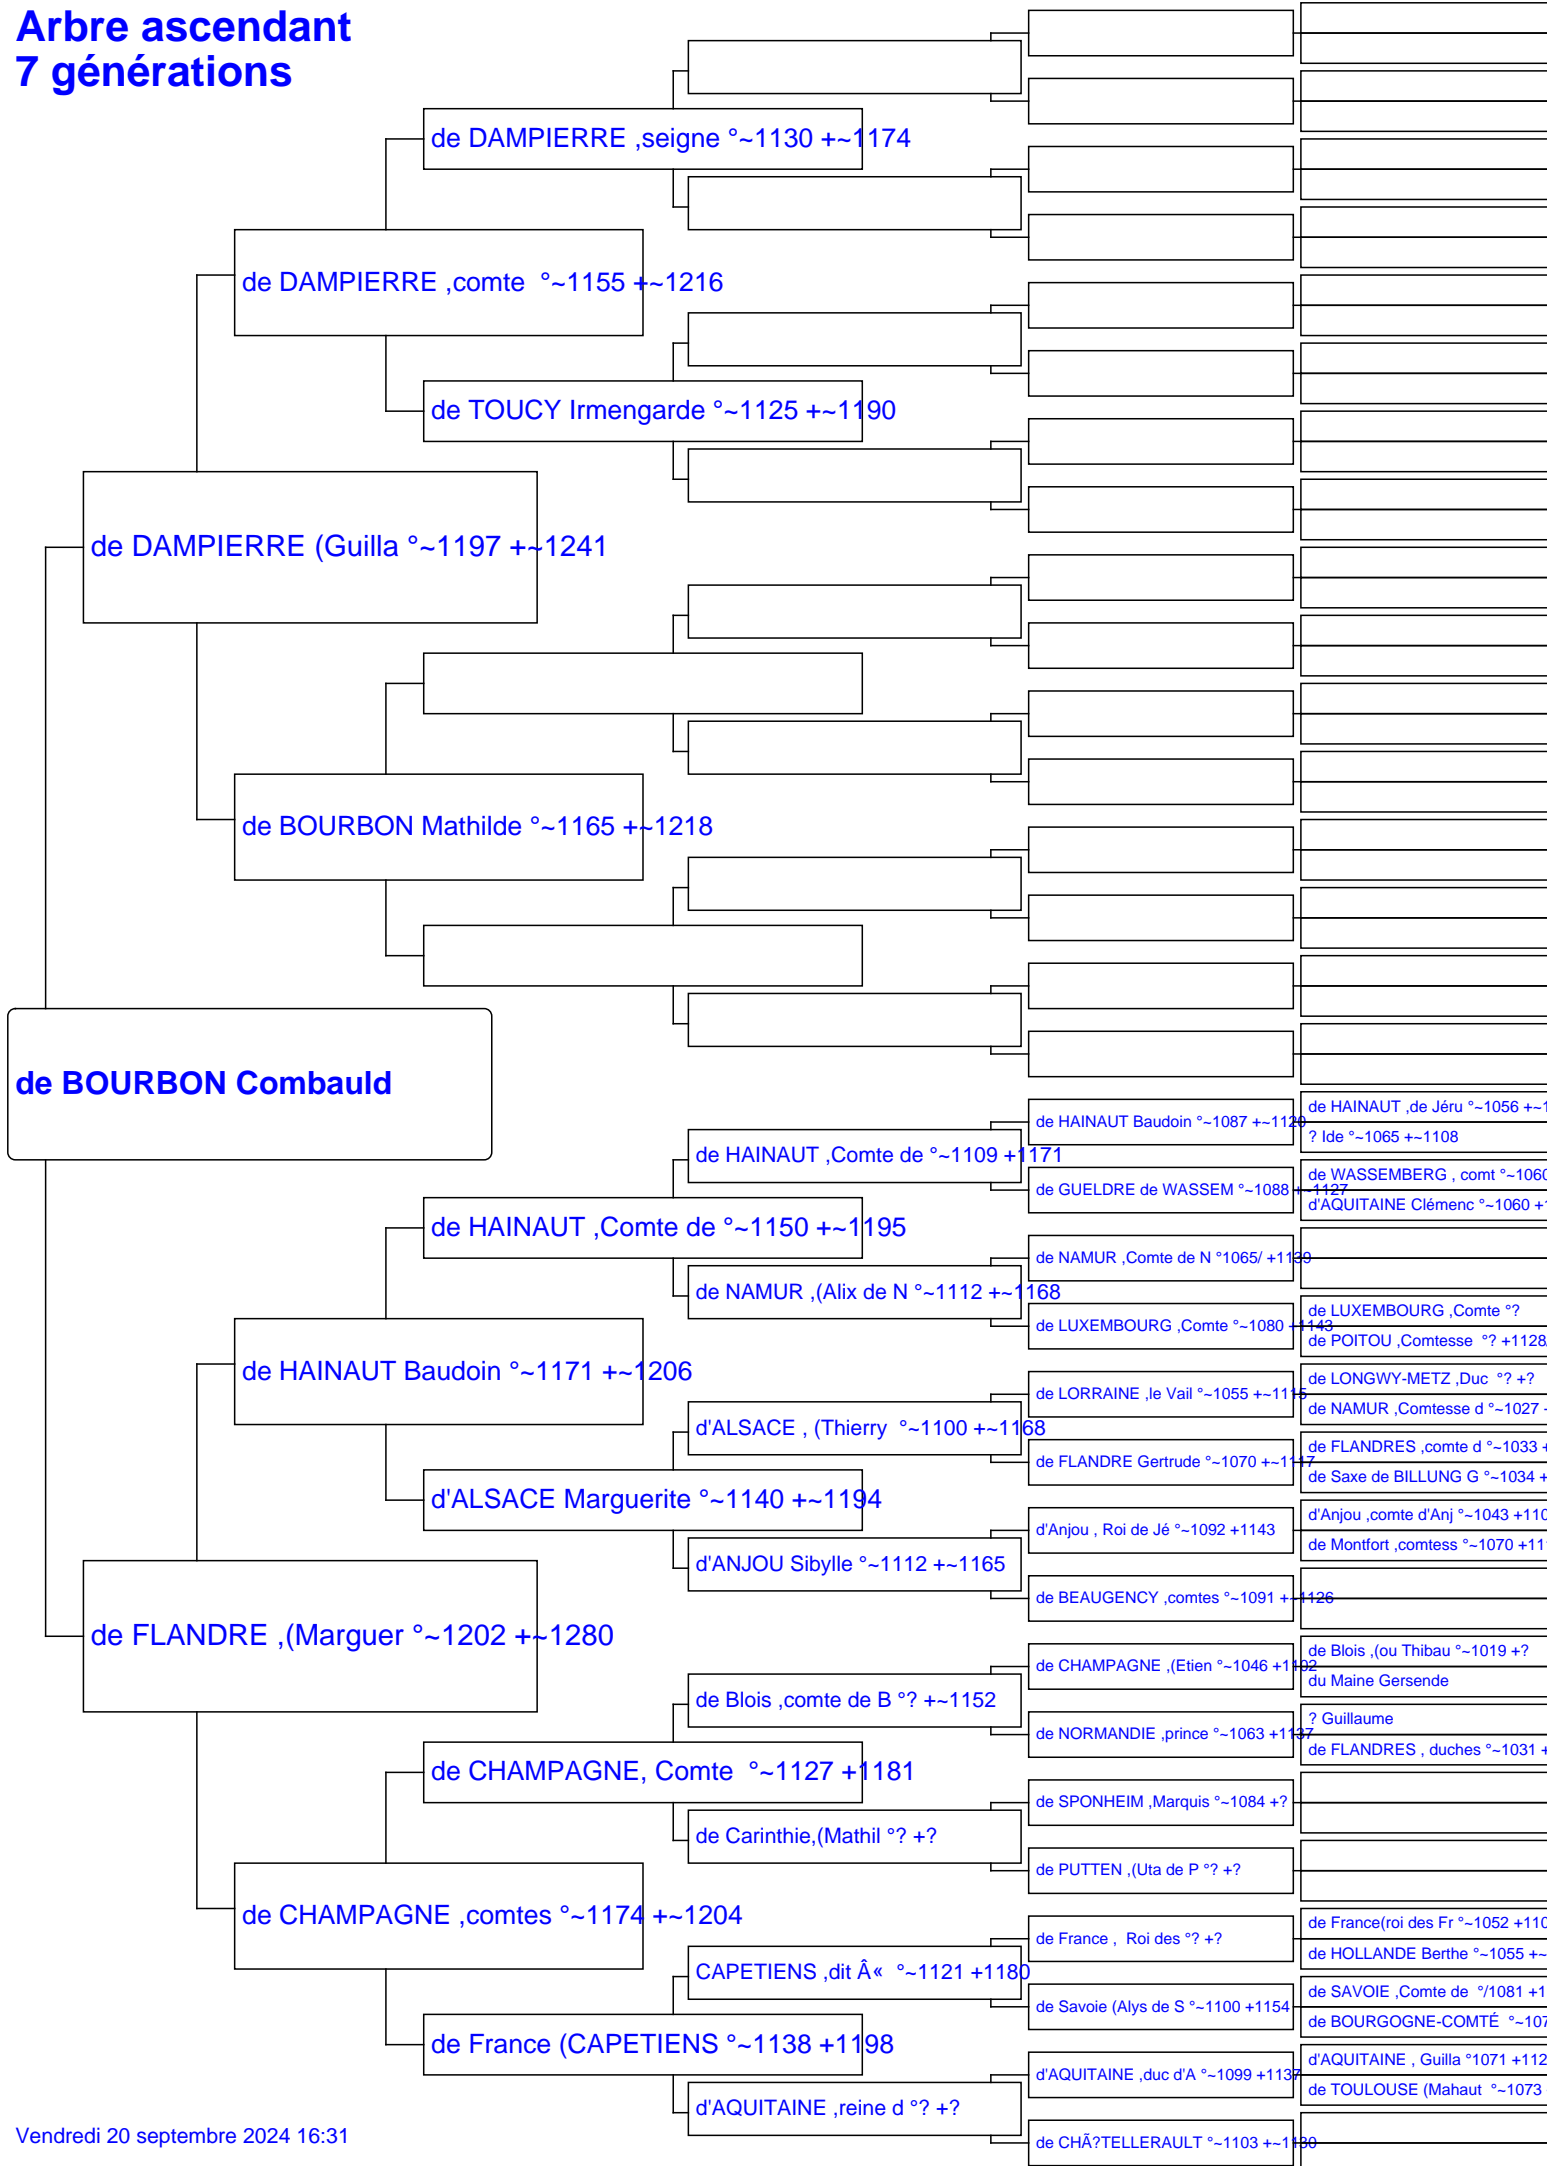 Arbre ascendant
7 générations
de DAMPIERRE ,seigne °~1130 +~1174
de DAMPIERRE ,comte  °~1155 +~1216
de TOUCY Irmengarde °~1125 +~1190
de DAMPIERRE (Guilla °~1197 +~1241
de BOURBON Mathilde °~1165 +~1218
de BOURBON Combauld
de HAINAUT Baudoin °~1087 +~1120
de HAINAUT ,de Jéru °~1056 +~1
? Ide °~1065 +~1108
de HAINAUT ,Comte de °~1109 +1171
de GUELDRE de WASSEM °~1088 +~1127
de WASSEMBERG , comt °~1060
d'AQUITAINE Clémenc °~1060 +1
de HAINAUT ,Comte de °~1150 +~1195
de NAMUR ,Comte de N °1065/ +1139
de NAMUR ,(Alix de N °~1112 +~1168
de LUXEMBOURG ,Comte °~1080 +1143
de LUXEMBOURG ,Comte °?
de POITOU ,Comtesse  °? +1128/
de HAINAUT Baudoin °~1171 +~1206
de LORRAINE ,le Vail °~1055 +~1115
de LONGWY-METZ ,Duc  °? +?
de NAMUR ,Comtesse d °~1027 +
d'ALSACE , (Thierry  °~1100 +~1168
de FLANDRE Gertrude °~1070 +~1117
de FLANDRES ,comte d °~1033 +
de Saxe de BILLUNG G °~1034 +
d'ALSACE Marguerite °~1140 +~1194
d'Anjou , Roi de Jé °~1092 +1143
d'Anjou ,comte d'Anj °~1043 +110
de Montfort ,comtess °~1070 +11
d'ANJOU Sibylle °~1112 +~1165
de BEAUGENCY ,comtes °~1091 +~1126
de FLANDRE ,(Marguer °~1202 +~1280
de CHAMPAGNE ,(Etien °~1046 +1102
de Blois ,(ou Thibau °~1019 +?
du Maine Gersende
de Blois ,comte de B °? +~1152
de NORMANDIE ,prince °~1063 +1137
? Guillaume
de FLANDRES , duches °~1031 +
de CHAMPAGNE, Comte  °~1127 +1181
de SPONHEIM ,Marquis °~1084 +?
de Carinthie,(Mathil °? +?
de PUTTEN ,(Uta de P °? +?
de CHAMPAGNE ,comtes °~1174 +~1204
de France ,  Roi des °? +?
de France(roi des Fr °~1052 +110
de HOLLANDE Berthe °~1055 +~
CAPETIENS ,dit Â«  °~1121 +1180
de Savoie (Alys de S °~1100 +1154
de SAVOIE ,Comte de  °/1081 +1
de BOURGOGNE-COMTÉ  °~107
de France (CAPETIENS °~1138 +1198
d'AQUITAINE ,duc d'A °~1099 +1137
d'AQUITAINE , Guilla °1071 +112
de TOULOUSE (Mahaut  °~1073
d'AQUITAINE ,reine d °? +?
de CHÃ?TELLERAULT °~1103 +~1130
Vendredi 20 septembre 2024 16:31